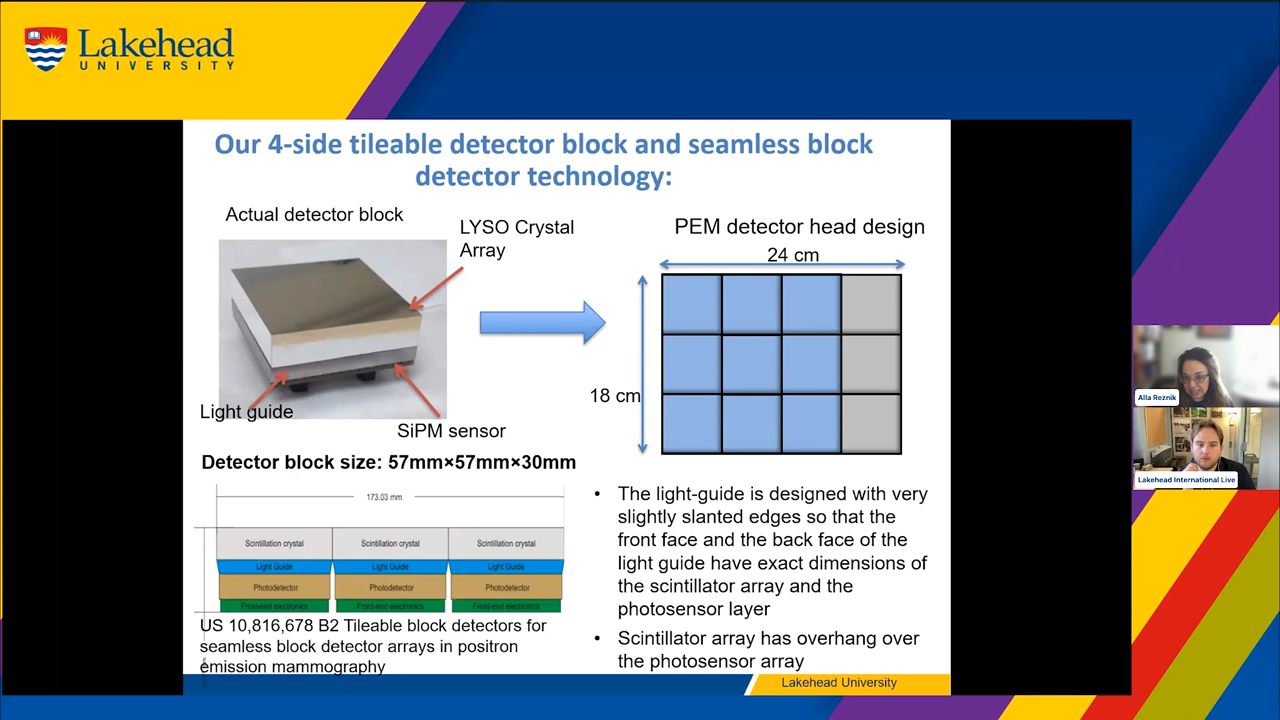 Lakehead
UNIVERSITY
Our 4-side tileable detector block and seamless block
detector technology:
Actual detector block
LYSO Crystal
Array
Light guide
SiPM sensor
PEM detector head design
24 cm
18 cm
Detector block size: 57mm×57mm×30mm
173.03 mm
Scintillation crystal Scintillation crystal Scintillation crystal
Light Guide Light Guide Light Guide
Photodetector Photodetector Photodetector
Front-end electronics Front-end electronics Front-end electronics
US 10,816,678 B2 Tileable block detectors for
seamless block detector arrays in positron
emission mammography
• The light-guide is designed with very
slightly slanted edges so that the
front face and the back face of the
light guide have exact dimensions of
the scintillator array and the
photosensor layer
• Scintillator array has overhang over
the photosensor array
Lakehead University
Alla Reznik
Lakehead International Live